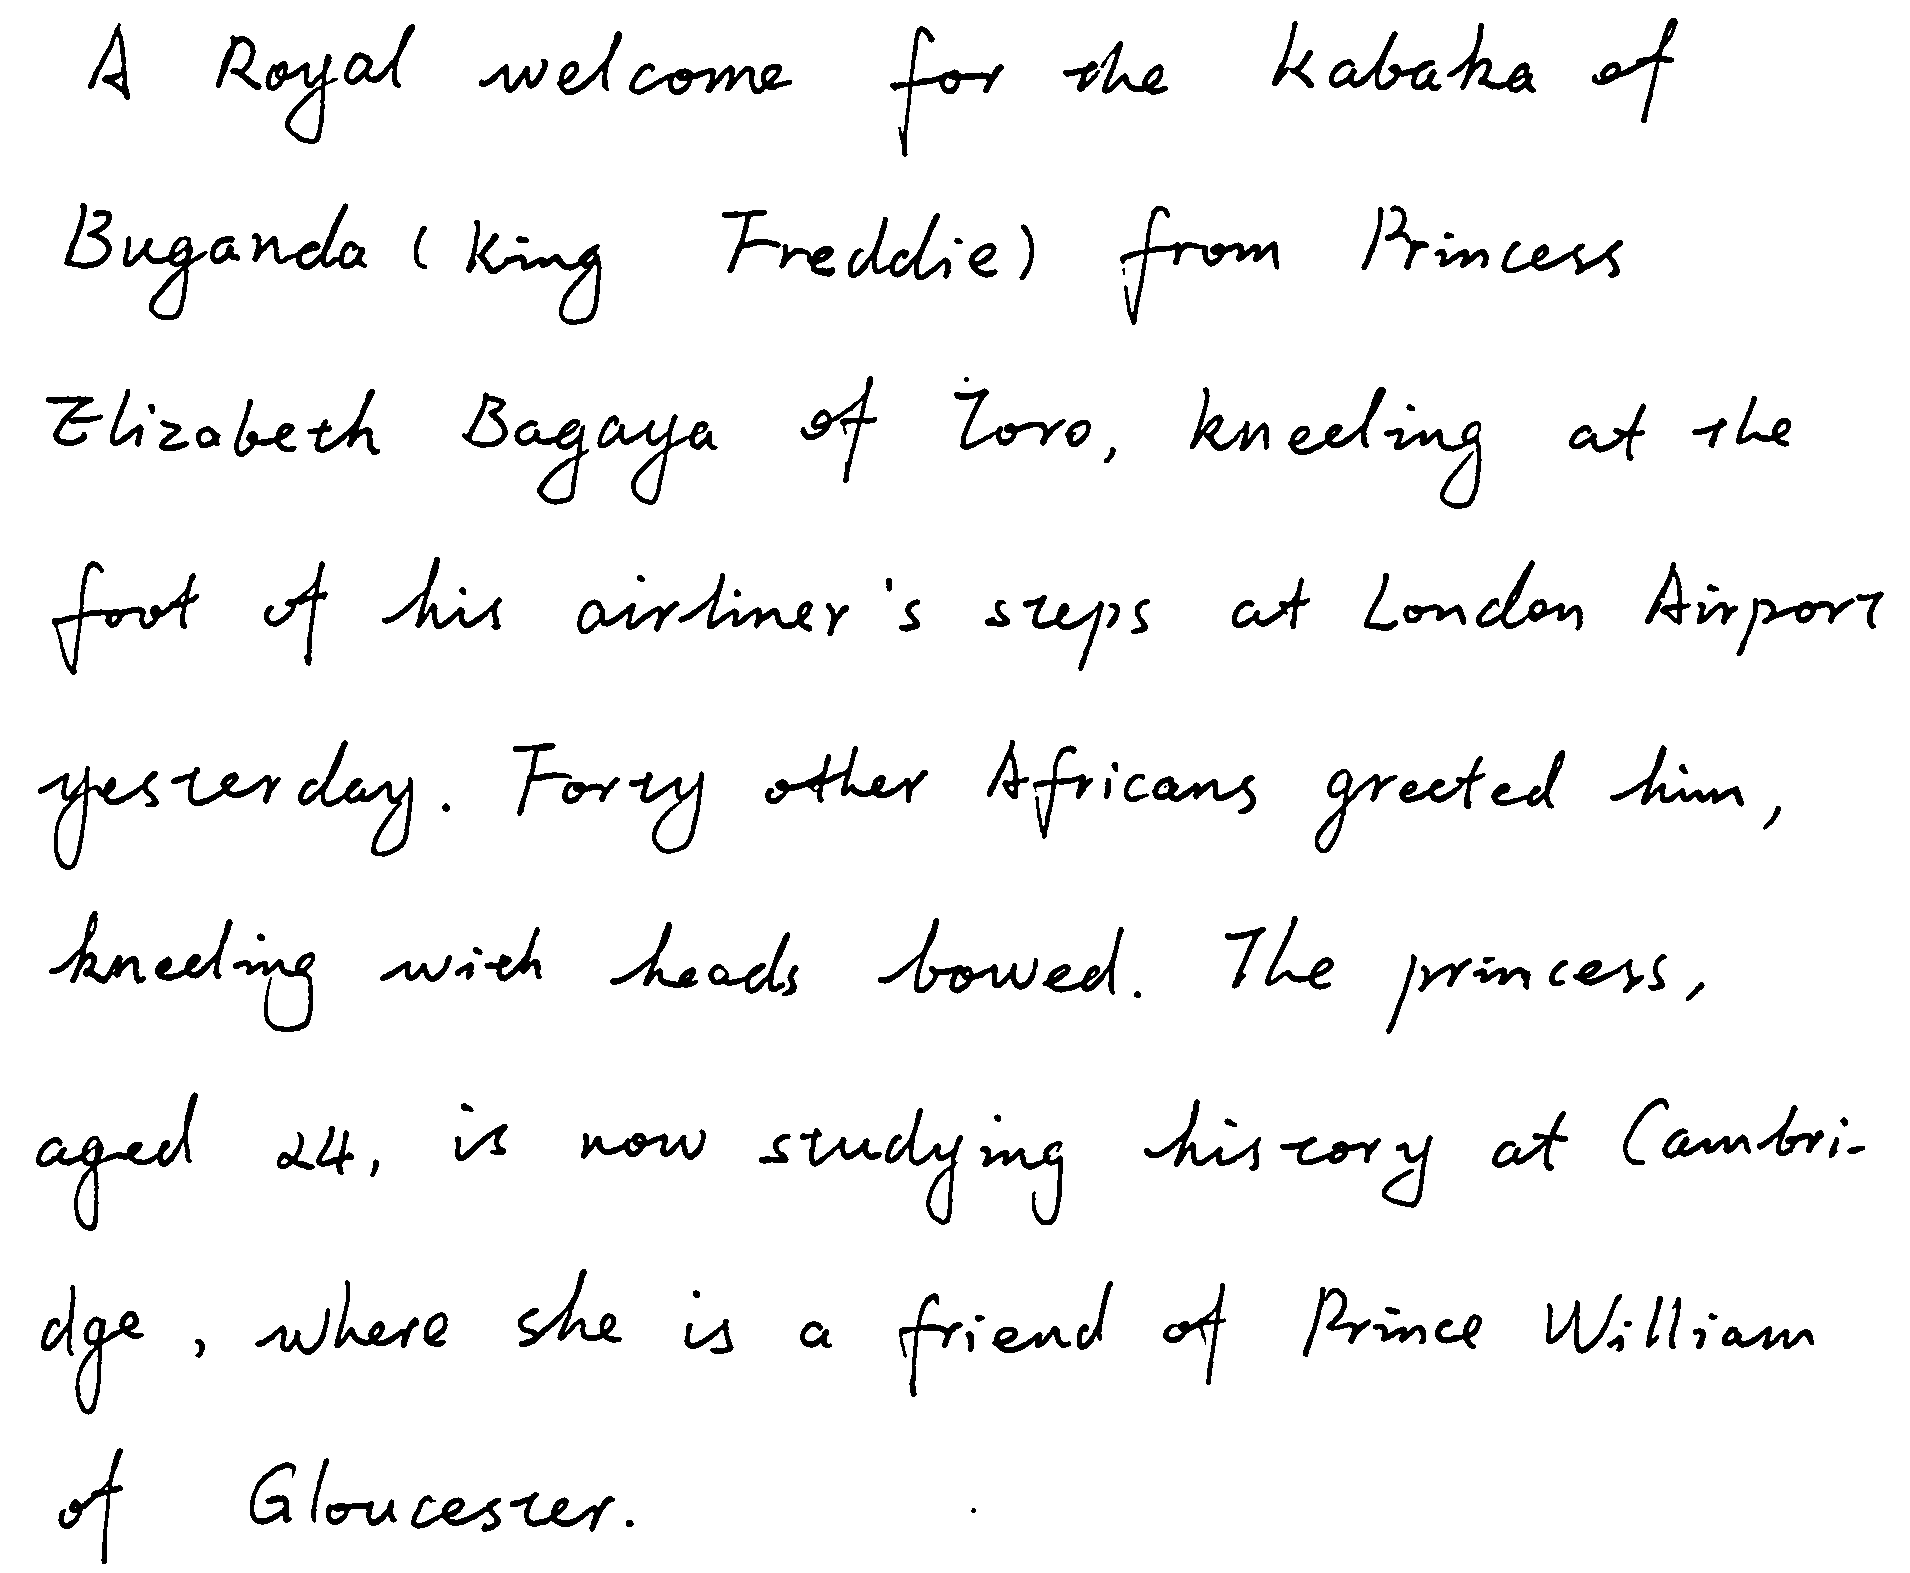 A Royal welcome for the Kabaka of
Buganda (King Freddie) from Princess
Elizabeth Bagaya of Toro, kneeling at the
foot of his airliner's steps at London Airport
yesterday. Forty other Africans greeted him,
kneeling with heads bowed. The princess,
aged 24, is now studying history at Cambri-
dge, where she is a friend of Prince William
of Gloucester.